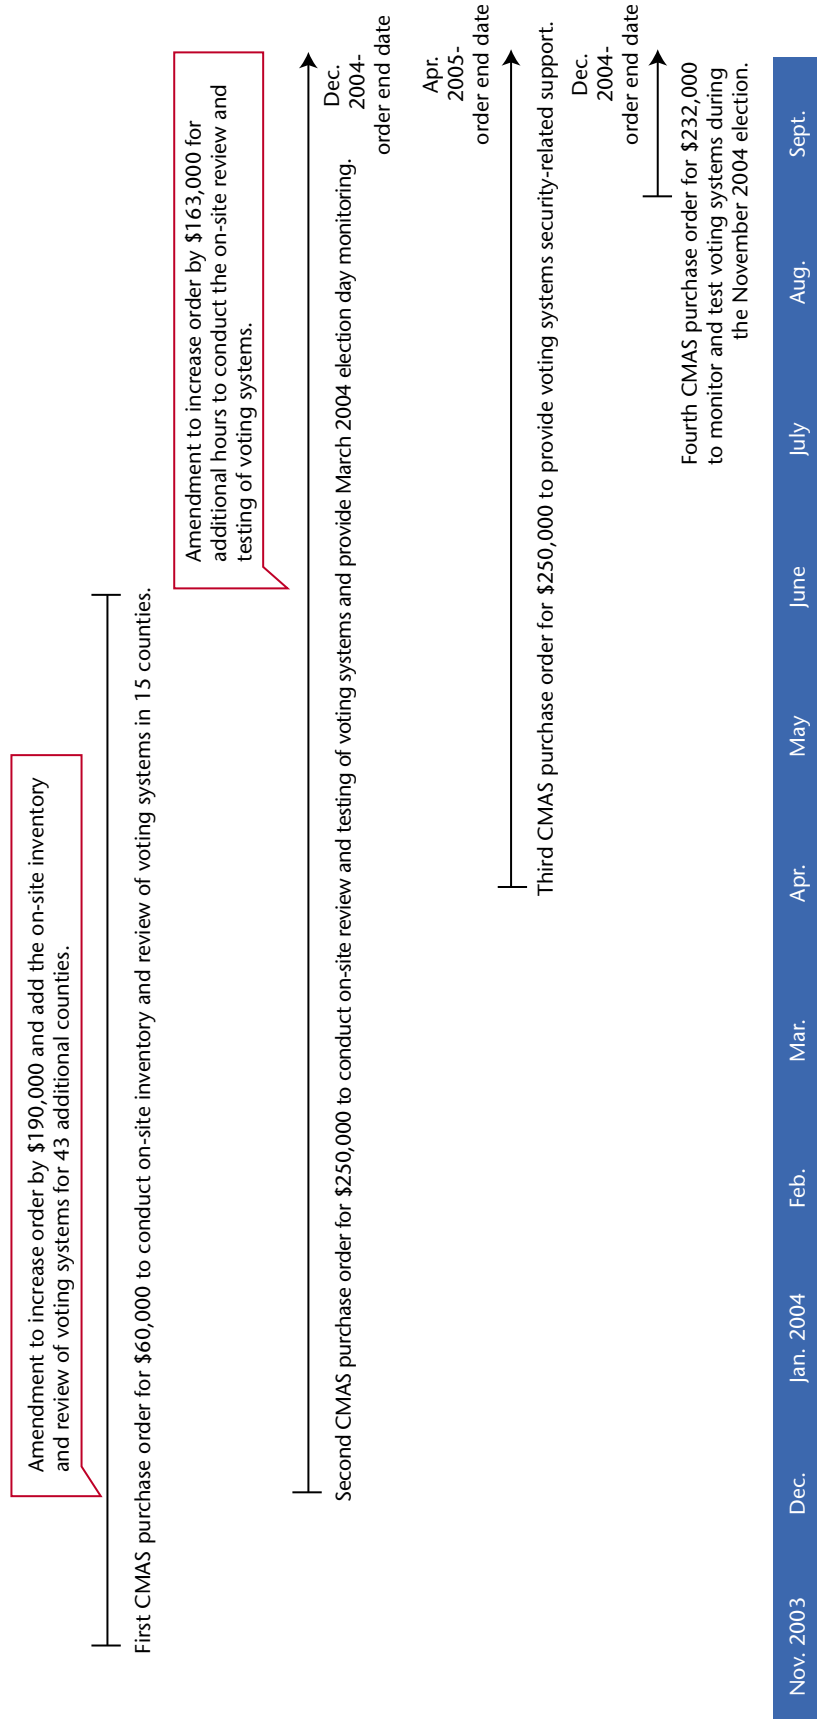 Amendment to increase order by $190,000 and add the on-site inventory
and review of voting systems for 43 additional counties.
First CMAS purchase order for $60,000 to conduct on-site inventory and review of voting systems in 15 counties.
Amendment to increase order by $163,000 for
additional hours to conduct the on-site review and
testing of voting systems.
Dec.
2004-
order end date
Second CMAS purchase order for $250,000 to conduct on-site review and testing of voting systems and provide March 2004 election day monitoring.
Apr.
2005-
order end date
Third CMAS purchase order for $250,000 to provide voting systems security-related support.
Dec.
2004-
order end date
Fourth CMAS purchase order for $232,000
to monitor and test voting systems during
the November 2004 election.
Nov. 2003 Dec. Jan. 2004 Feb. Mar. Apr. May June July Aug. Sept.